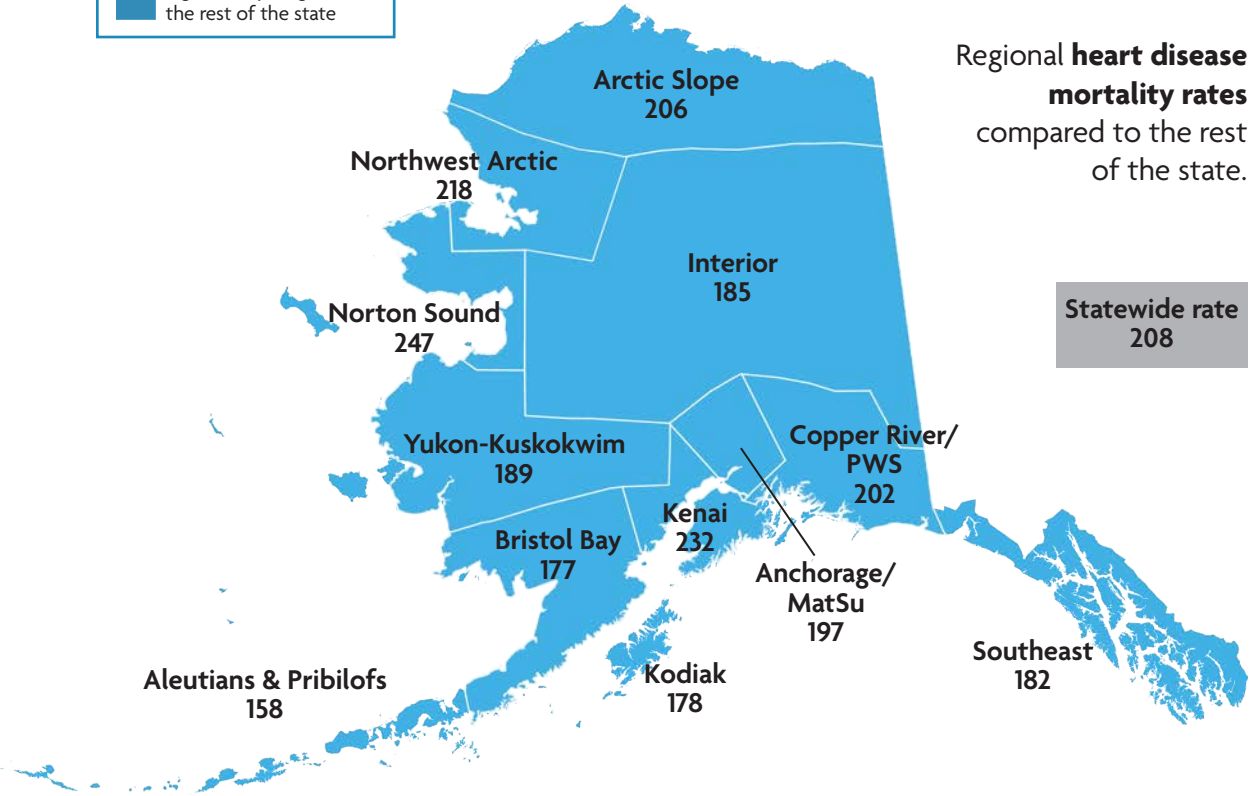 the rest of the state
Regional heart disease
mortality rates
compared to the rest
of the state.
Arctic Slope
206
Northwest Arctic
218
Interior
185
Statewide rate
208
Norton Sound
247
Yukon-Kuskokwim
189
Copper River/
PWS
202
Kenai
232
Bristol Bay
177
Anchorage/
MatSu
197
Southeast
182
Kodiak
178
Aleutians & Pribilofs
158